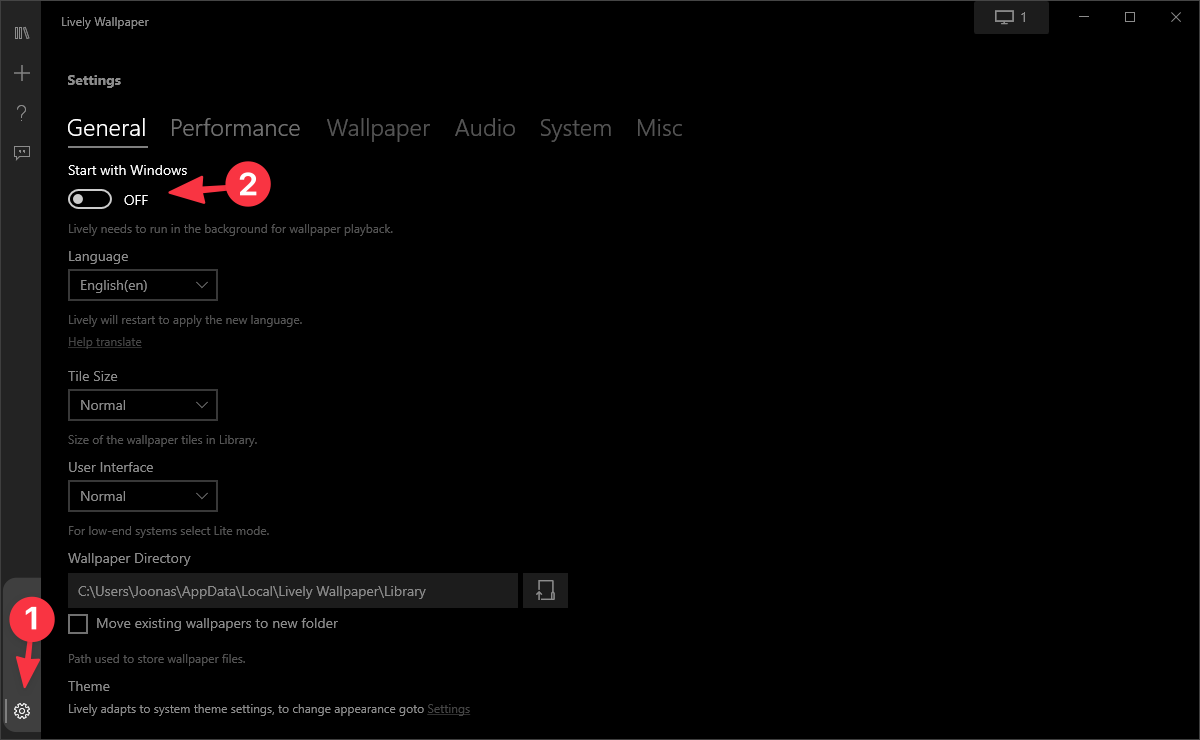 Lively Wallpaper
1
Settings
General Performance Wallpaper Audio System Misc
Start with Windows
OFF
2
Lively needs to run in the background for wallpaper playback.
Language
English(en)
Lively will restart to apply the new language.
Help translate
Tile Size
Normal
Size of the wallpaper tiles in Library.
User Interface
Normal
For low-end systems select Lite mode.
Wallpaper Directory
C:\Users\Joonas\AppData\Local\Lively Wallpaper\Library
1
Move existing wallpapers to new folder
Path used to store wallpaper files.
Theme
Lively adapts to system theme settings, to change appearance goto Settings